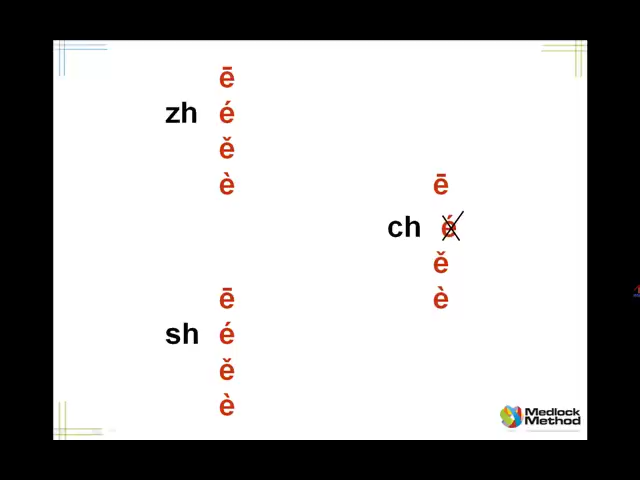 ē
zh é
ě
è
ē
ch é
ě
è
ē
sh é
ě
è
Medlock
Method